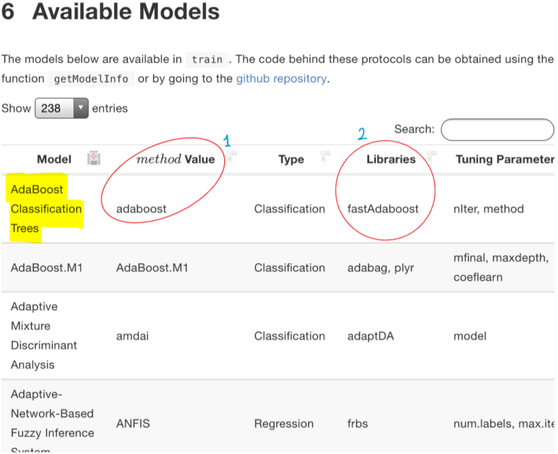 6 Available Models
The models below are available in train . The code behind these protocols can be obtained using the
function getModelInfo or by going to the github repository.
Show 238 entries
1
2
Search:
Model method Value Type Libraries Tuning Parameter
AdaBoost
Classification
Trees
adaboost Classification fastAdaboost nIter, method
AdaBoost.M1 AdaBoost.M1 Classification adabag, plyr mfinal, maxdepth,
coeflearn
Adaptive
Mixture
Discriminant
Analysis
amdai Classification adaptDA model
Adaptive-
Network-Based
Fuzzy Inference
System
ANFIS Regression frbs num.labels, max.ite